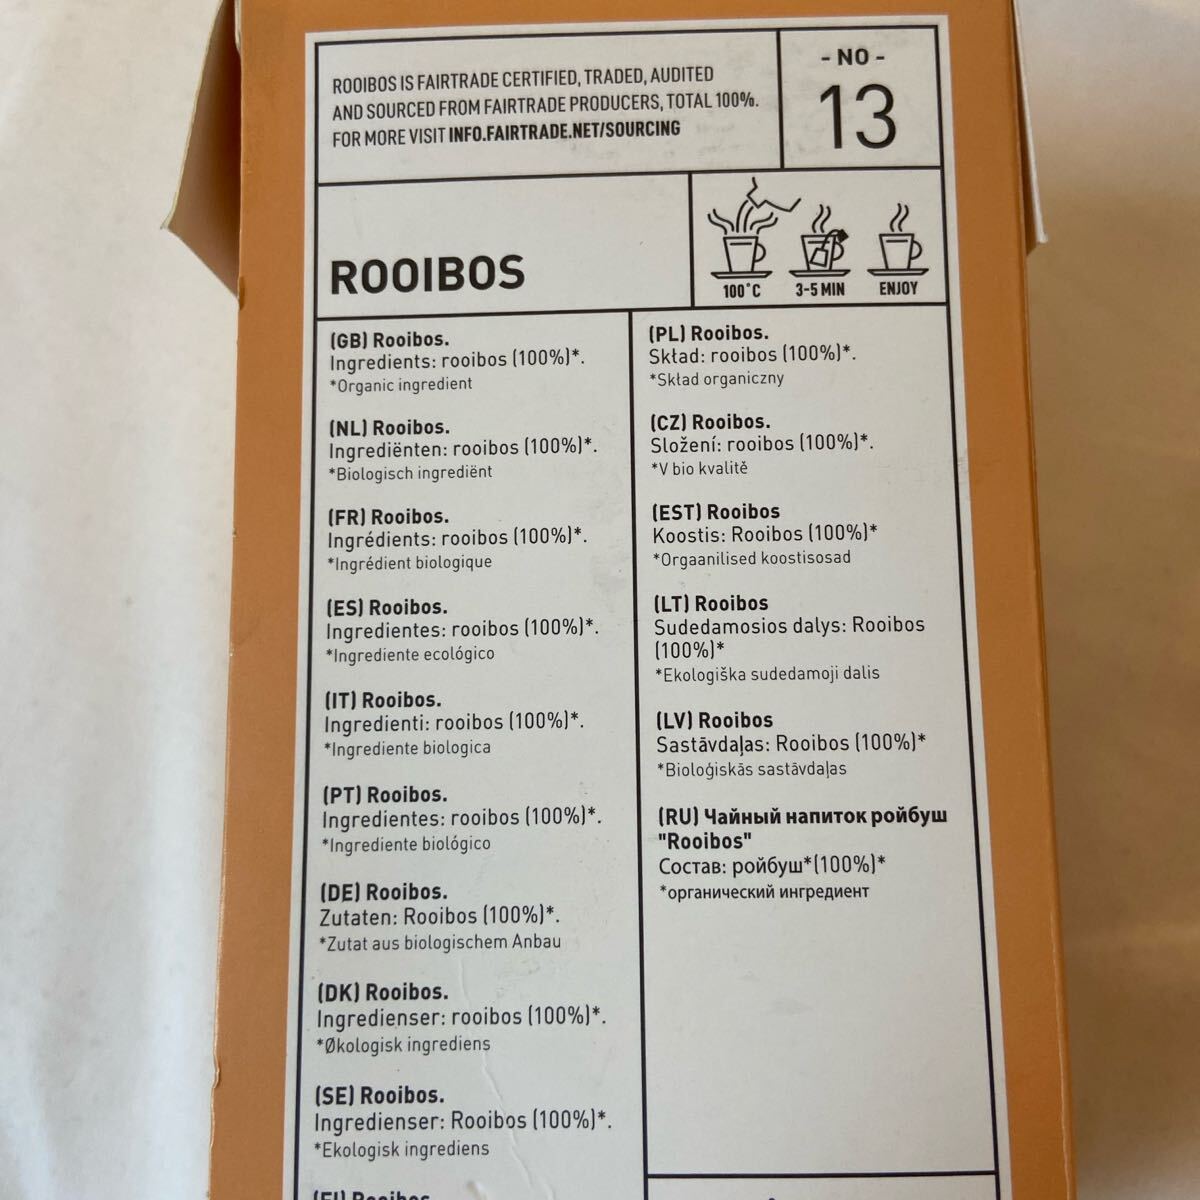 ROOIBOS IS FAIRTRADE CERTIFIED, TRADED, AUDITED
AND SOURCED FROM FAIRTRADE PRODUCERS, TOTAL 100%.
FOR MORE VISIT INFO.FAIRTRADE.NET/SOURCING
- NO -
13
ROOIBOS
100°C
3-5 MIN
ENJOY
(GB) Rooibos.
Ingredients: rooibos (100%)*.
*Organic ingredient
(NL) Rooibos.
Ingrediënten: rooibos (100%)*.
*Biologisch ingrediënt
(FR) Rooibos.
Ingrédients: rooibos (100%)*.
*Ingrédient biologique
(ES) Rooibos.
Ingredientes: rooibos (100%)*.
*Ingrediente ecológico
(IT) Rooibos.
Ingredienti: rooibos (100%)*.
*Ingrediente biologica
(PT) Rooibos.
Ingredientes: rooibos (100%)*.
*Ingrediente biológico
(DE) Rooibos.
Zutaten: Rooibos (100%)*.
*Zutat aus biologischem Anbau
(DK) Rooibos.
Ingredienser: rooibos (100%)*.
*Økologisk ingrediens
(SE) Rooibos.
Ingredienser: Rooibos (100%)*.
*Ekologisk ingrediens
(FI) Rooibos
(PL) Rooibos.
Skład: rooibos (100%)*.
*Skład organiczny
(CZ) Rooibos.
Složení: rooibos (100%)*.
*V bio kvalitě
(EST) Rooibos
Koostis: Rooibos (100%)*
*Orgaanilised koostisosad
(LT) Rooibos
Sudedamosios dalys: Rooibos
(100%)*
*Ekologiška sudedamoji dalis
(LV) Rooibos
Sastāvdaļas: Rooibos (100%)*
*Bioloģiskās sastāvdaļas
(RU) Чайный напиток ройбуш
"Rooibos"
Состав: ройбуш*(100%)*
*органический ингредиент